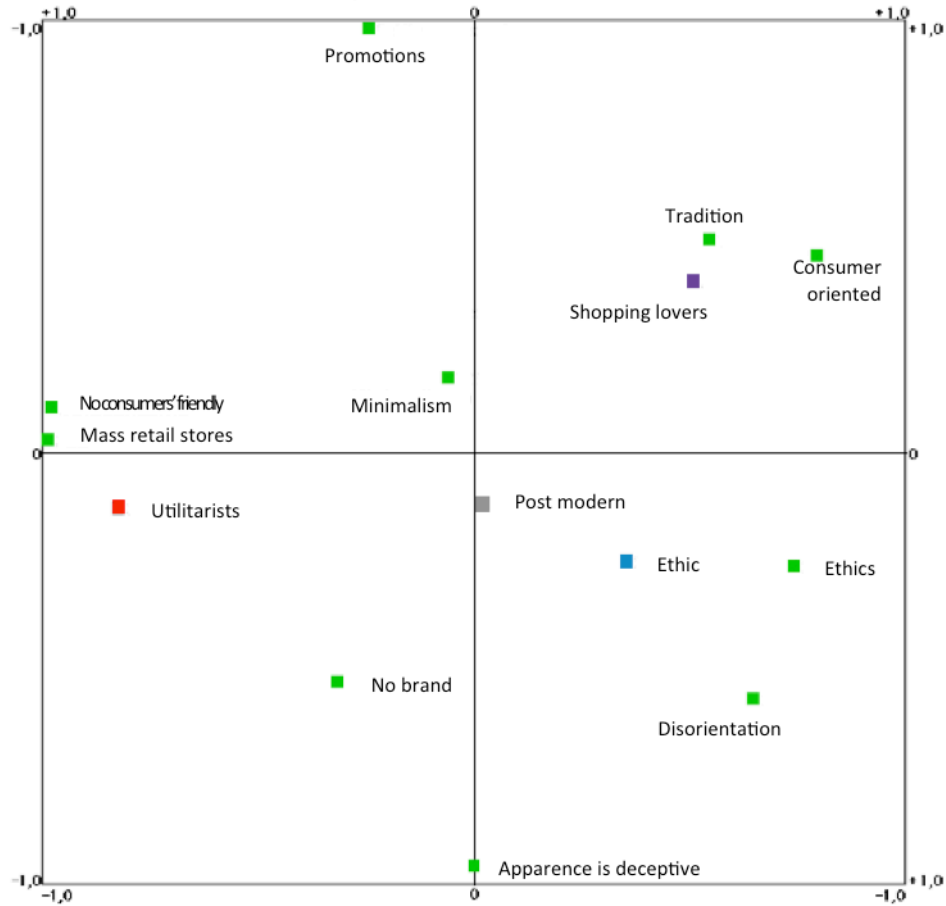 +1,0 0 +1,0
-1,0 +1,0
Promotions
Tradition
Consumer
oriented
Shopping lovers
Minimalism
No consumers' friendly
Mass retail stores
0 0
Utilitarists
Post modern
Ethic
Ethics
No brand
Disorientation
Apparence is deceptive
-1,0 +1,0
-1,0 0 -1,0